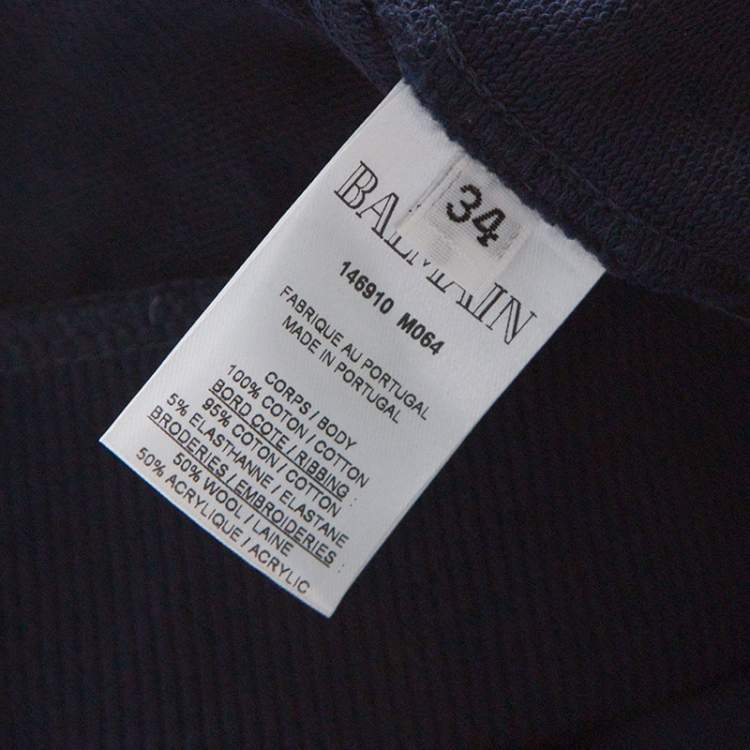 BALMAIN
34
146910 M064
FABRIQUE AU PORTUGAL
MADE IN PORTUGAL
CORPS / BODY
100% COTON / COTTON
BORD COTE / RIBBING :
95% COTON / COTTON
5% ELASTHANNE / ELASTANE
BRODERIES / EMBROIDERIES :
50% WOOL / LAINE
50% ACRYLIQUE / ACRYLIC